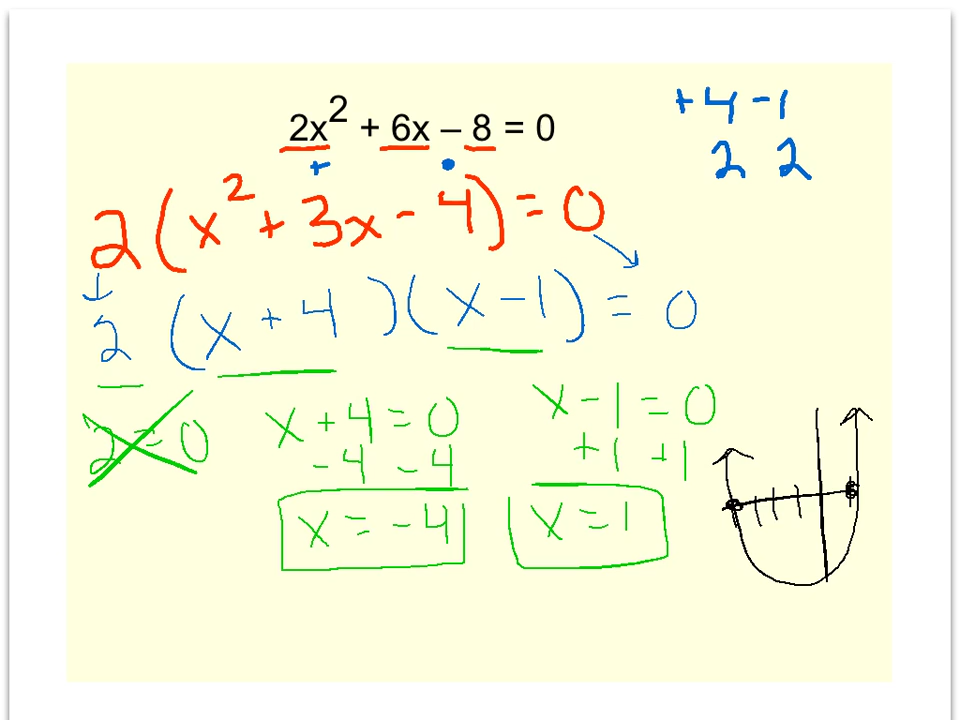 2x² + 6x – 8 = 0
+4 -1
2 2
+ •
2(x² + 3x - 4) = 0
2 (x + 4)(x - 1) = 0
2 = 0
x + 4 = 0
- 4 - 4
x = -4
x - 1 = 0
+1 +1
x = 1